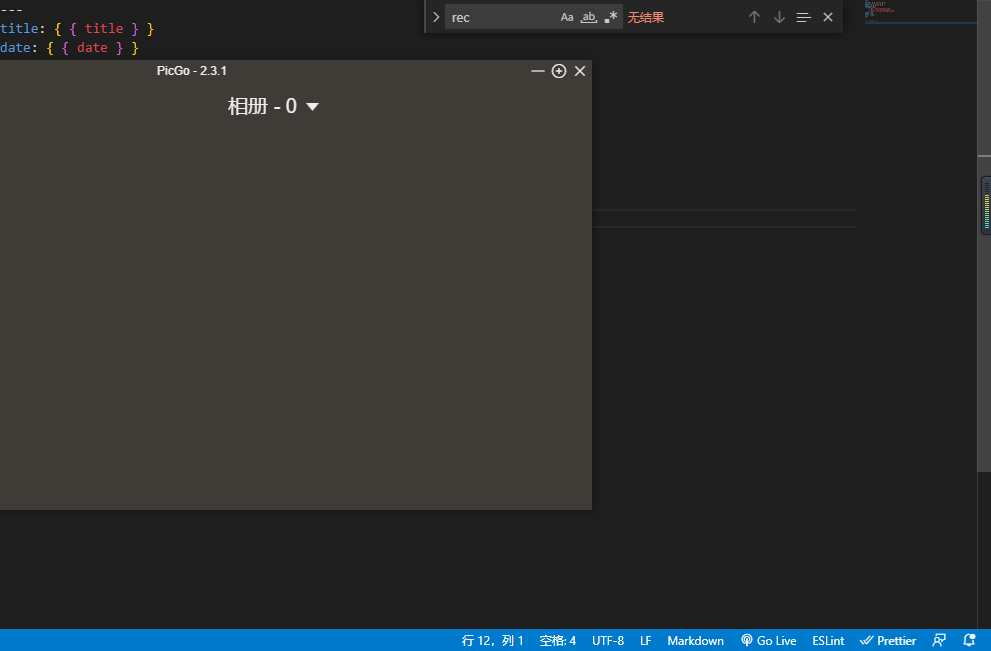 ---
rec
Aa
ab
.*
无结果
title: { { title } }
date: { { date } }
PicGo - 2.3.1
相册 - 0
行 12，列 1
空格: 4
UTF-8
LF
Markdown
Go Live
ESLint
Prettier